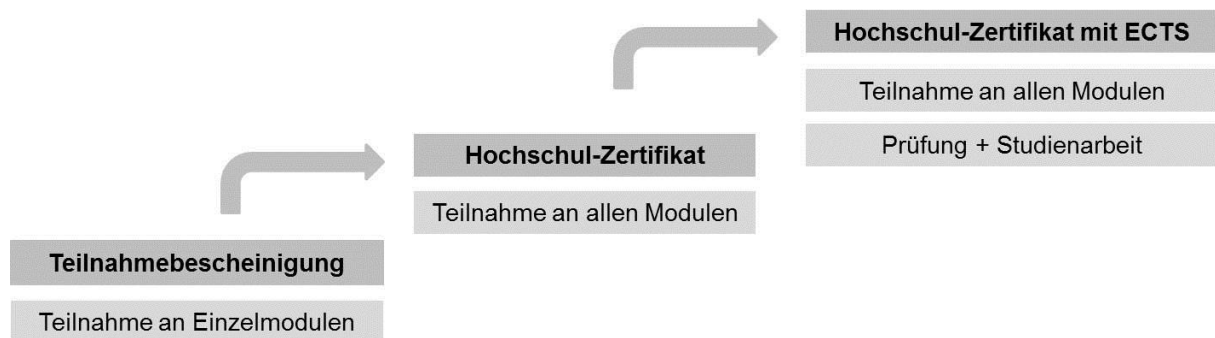 Hochschul-Zertifikat mit ECTS
Teilnahme an allen Modulen
Prüfung + Studienarbeit
Hochschul-Zertifikat
Teilnahme an allen Modulen
Teilnahmebescheinigung
Teilnahme an Einzelmodulen